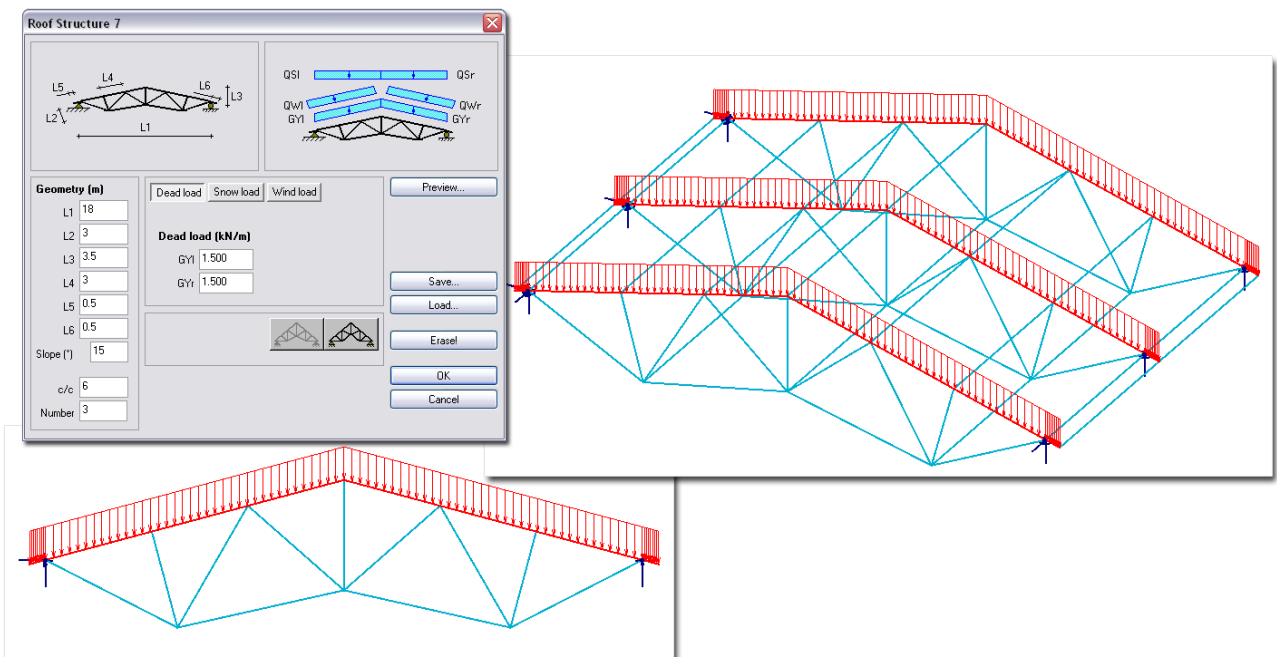 Roof Structure 7
L5
L4
L6
L3
L2
L1
QSl
QSr
QWl
QWr
GYl
GYr
Geometry (m)
L1 18
L2 3
L3 3.5
L4 3
L5 0.5
L6 0.5
Slope (°) 15
c/c 6
Number 3
Dead load Snow load Wind load
Dead load (kN/m)
GYl 1.500
GYr 1.500
Preview...
Save...
Load...
Erase!
OK
Cancel